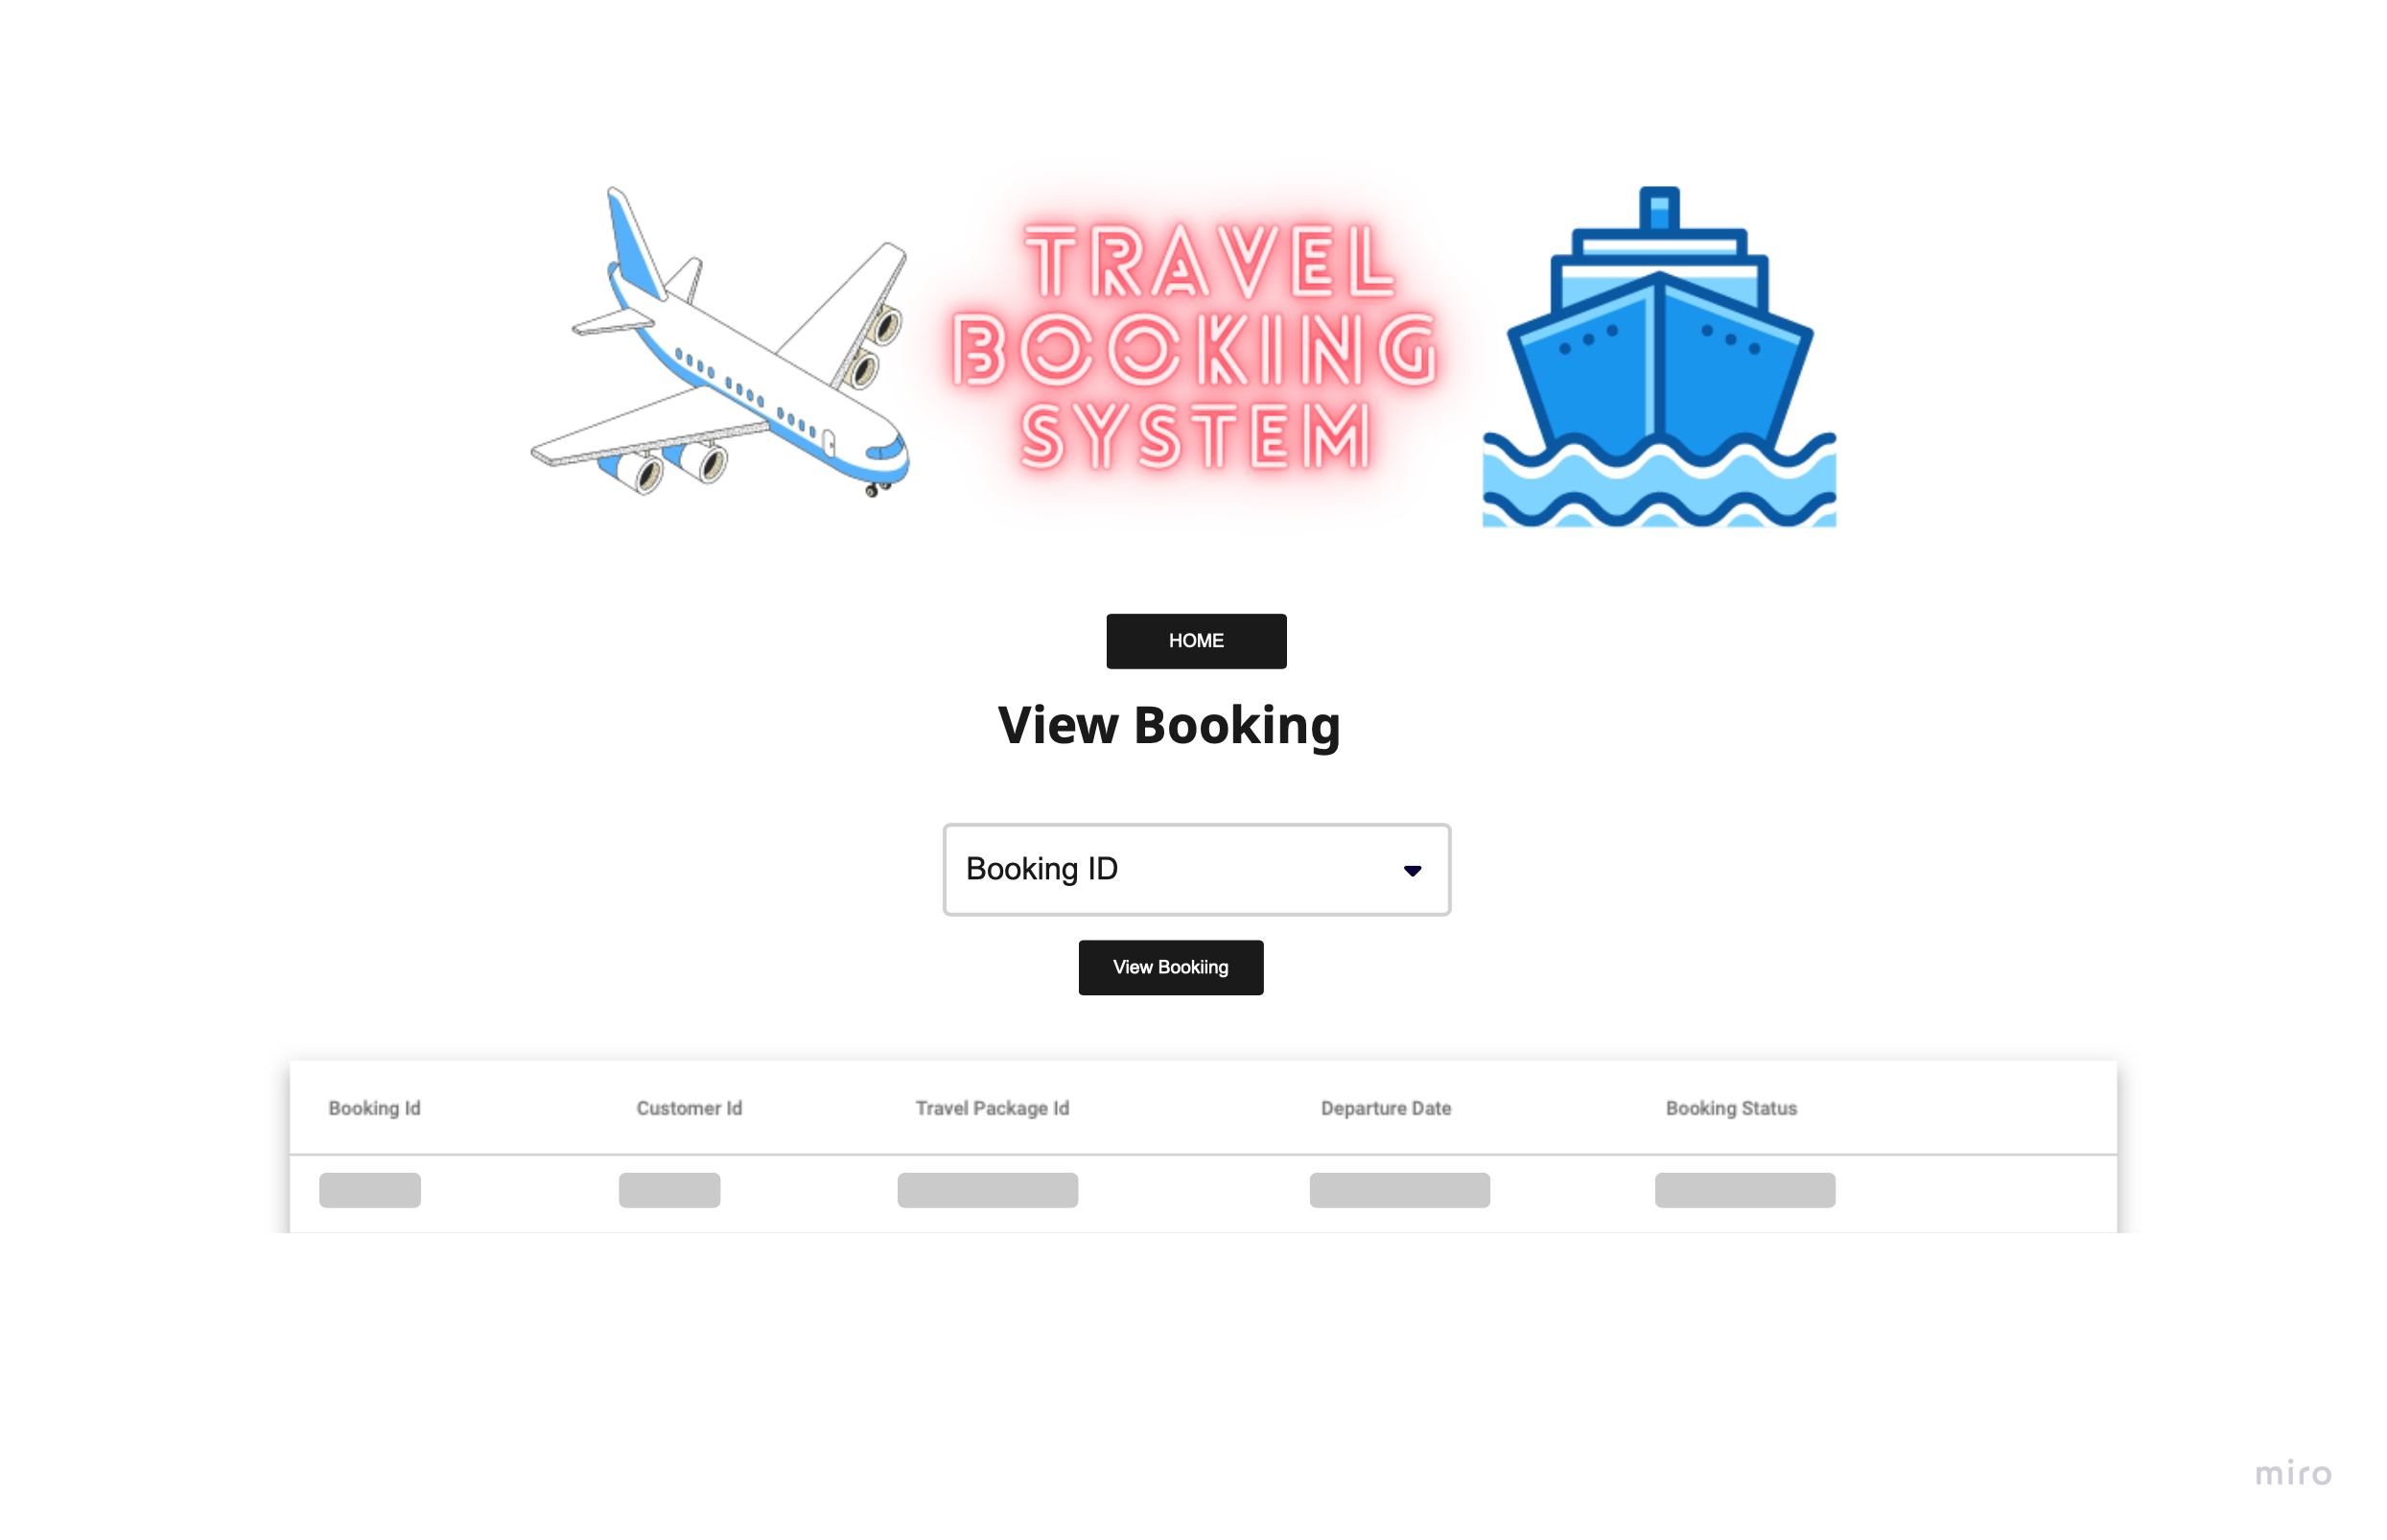 TRAVEL
BOOKING
SYSTEM
HOME
View Booking
Booking ID
View Bookiing
Booking Id Customer Id Travel Package Id Departure Date Booking Status
miro